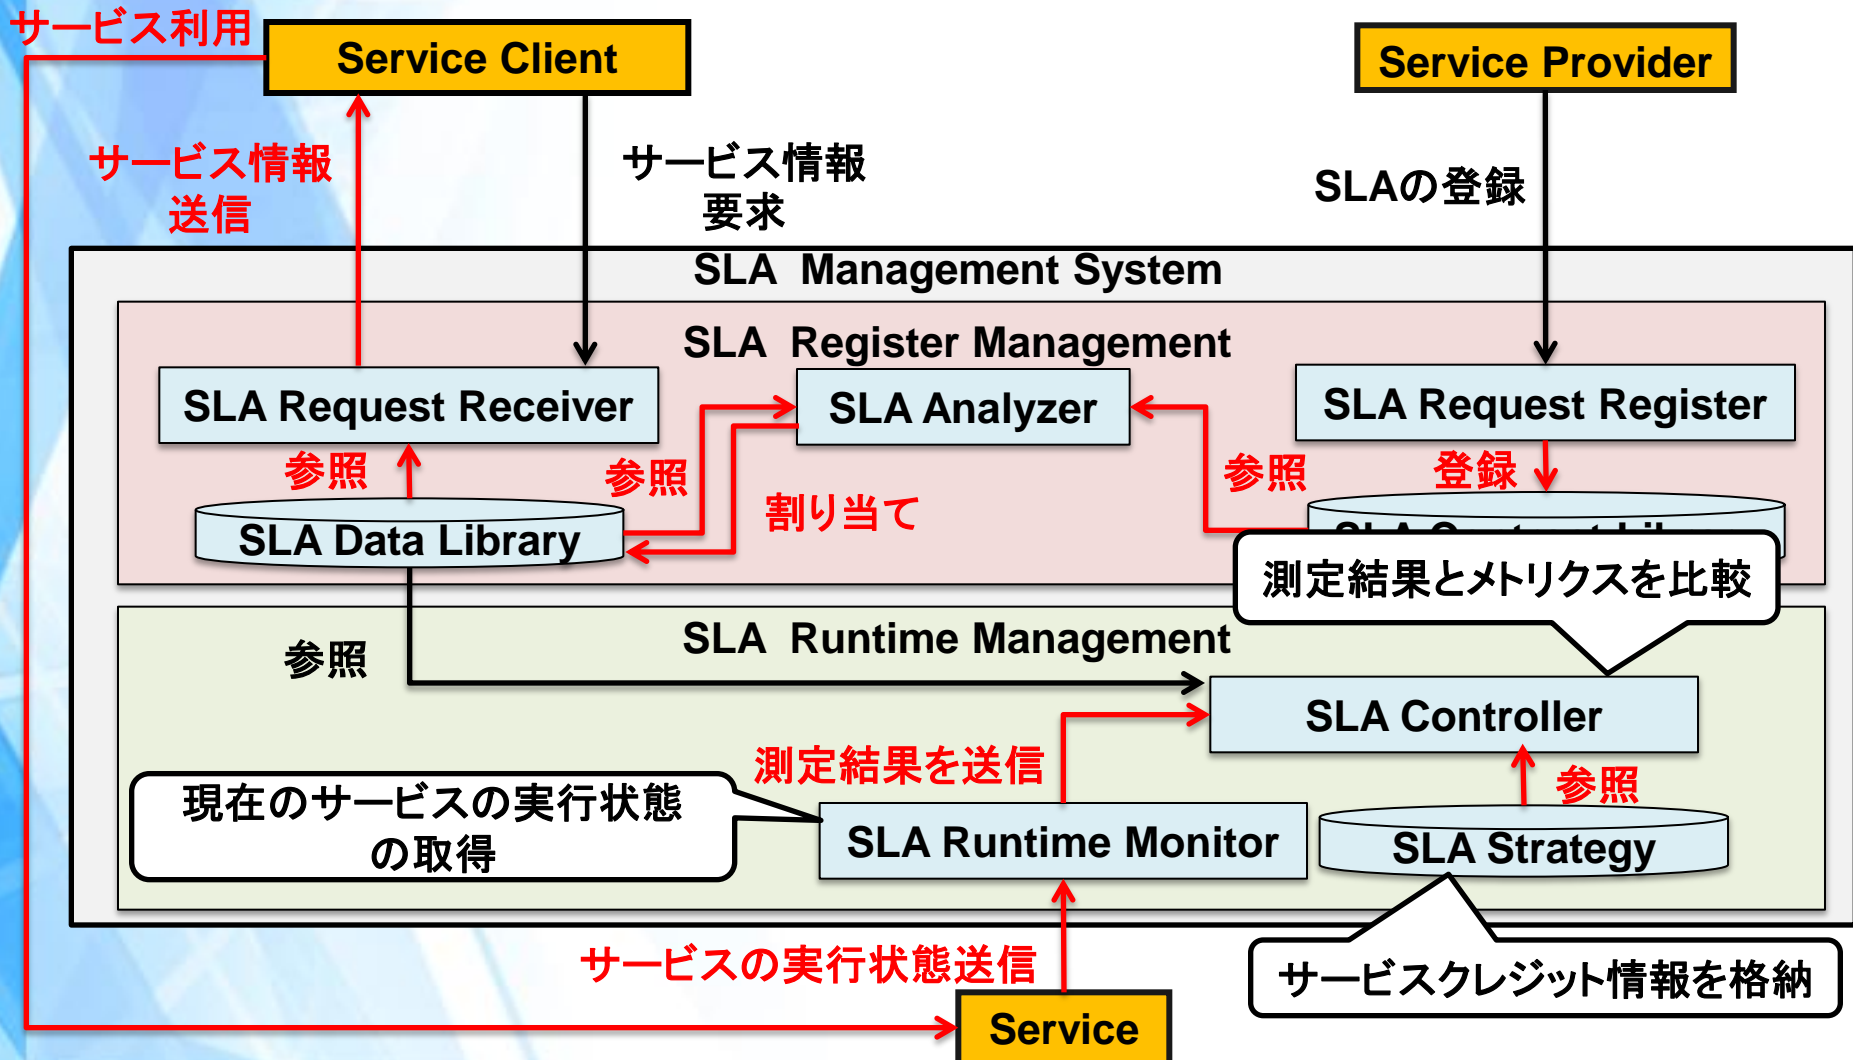 サービス利用
Service Client
Service Provider
サービス情報
送信
サービス情報
要求
SLAの登録
SLA Management System
SLA Register Management
SLA Request Receiver
SLA Analyzer
SLA Request Register
参照
参照
割り当て
参照
登録
SLA Data Library
測定結果とメトリクスを比較
SLA Runtime Management
参照
SLA Controller
測定結果を送信
参照
現在のサービスの実行状態
の取得
SLA Runtime Monitor
SLA Strategy
サービスの実行状態送信
サービスクレジット情報を格納
Service